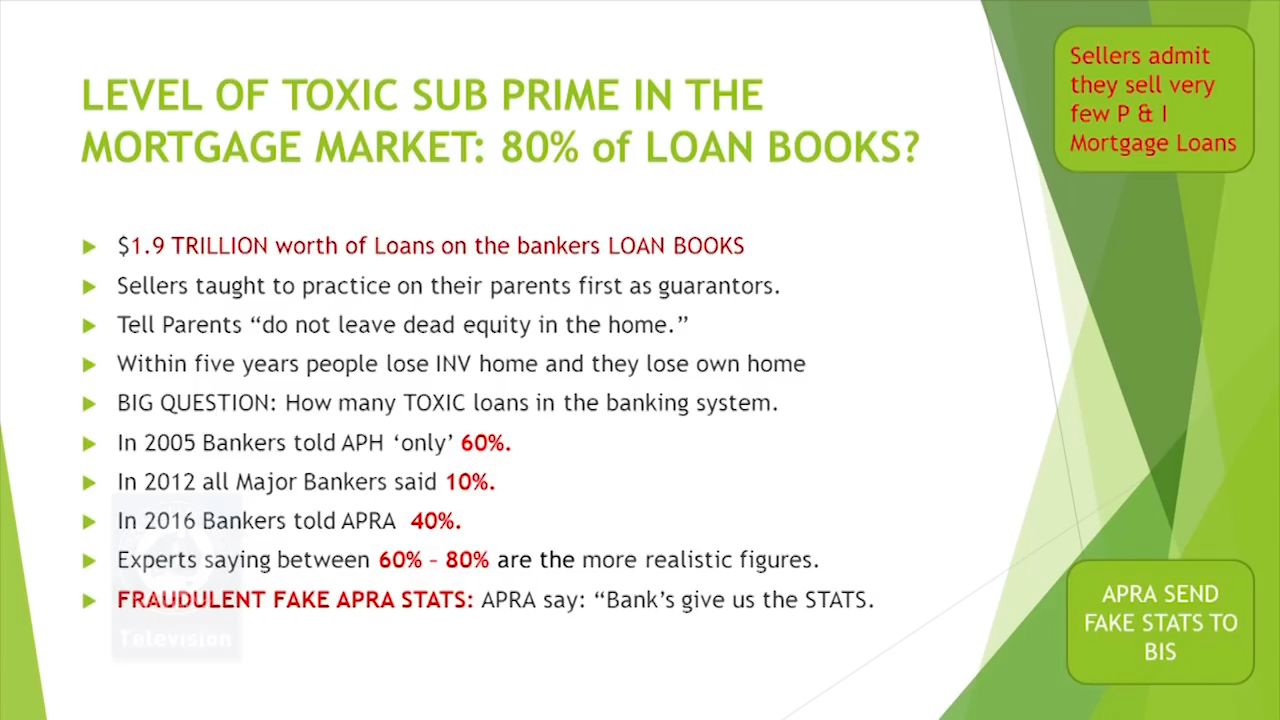 LEVEL OF TOXIC SUB PRIME IN THE
MORTGAGE MARKET: 80% of LOAN BOOKS?
Sellers admit
they sell very
few P & I
Mortgage Loans
$1.9 TRILLION worth of Loans on the bankers LOAN BOOKS
Sellers taught to practice on their parents first as guarantors.
Tell Parents “do not leave dead equity in the home.”
Within five years people lose INV home and they lose own home
BIG QUESTION: How many TOXIC loans in the banking system.
In 2005 Bankers told APH ‘only’ 60%.
In 2012 all Major Bankers said 10%.
In 2016 Bankers told APRA 40%.
Experts saying between 60% – 80% are the more realistic figures.
FRAUDULENT FAKE APRA STATS: APRA say: “Bank’s give us the STATS.
Television
APRA SEND
FAKE STATS TO
BIS